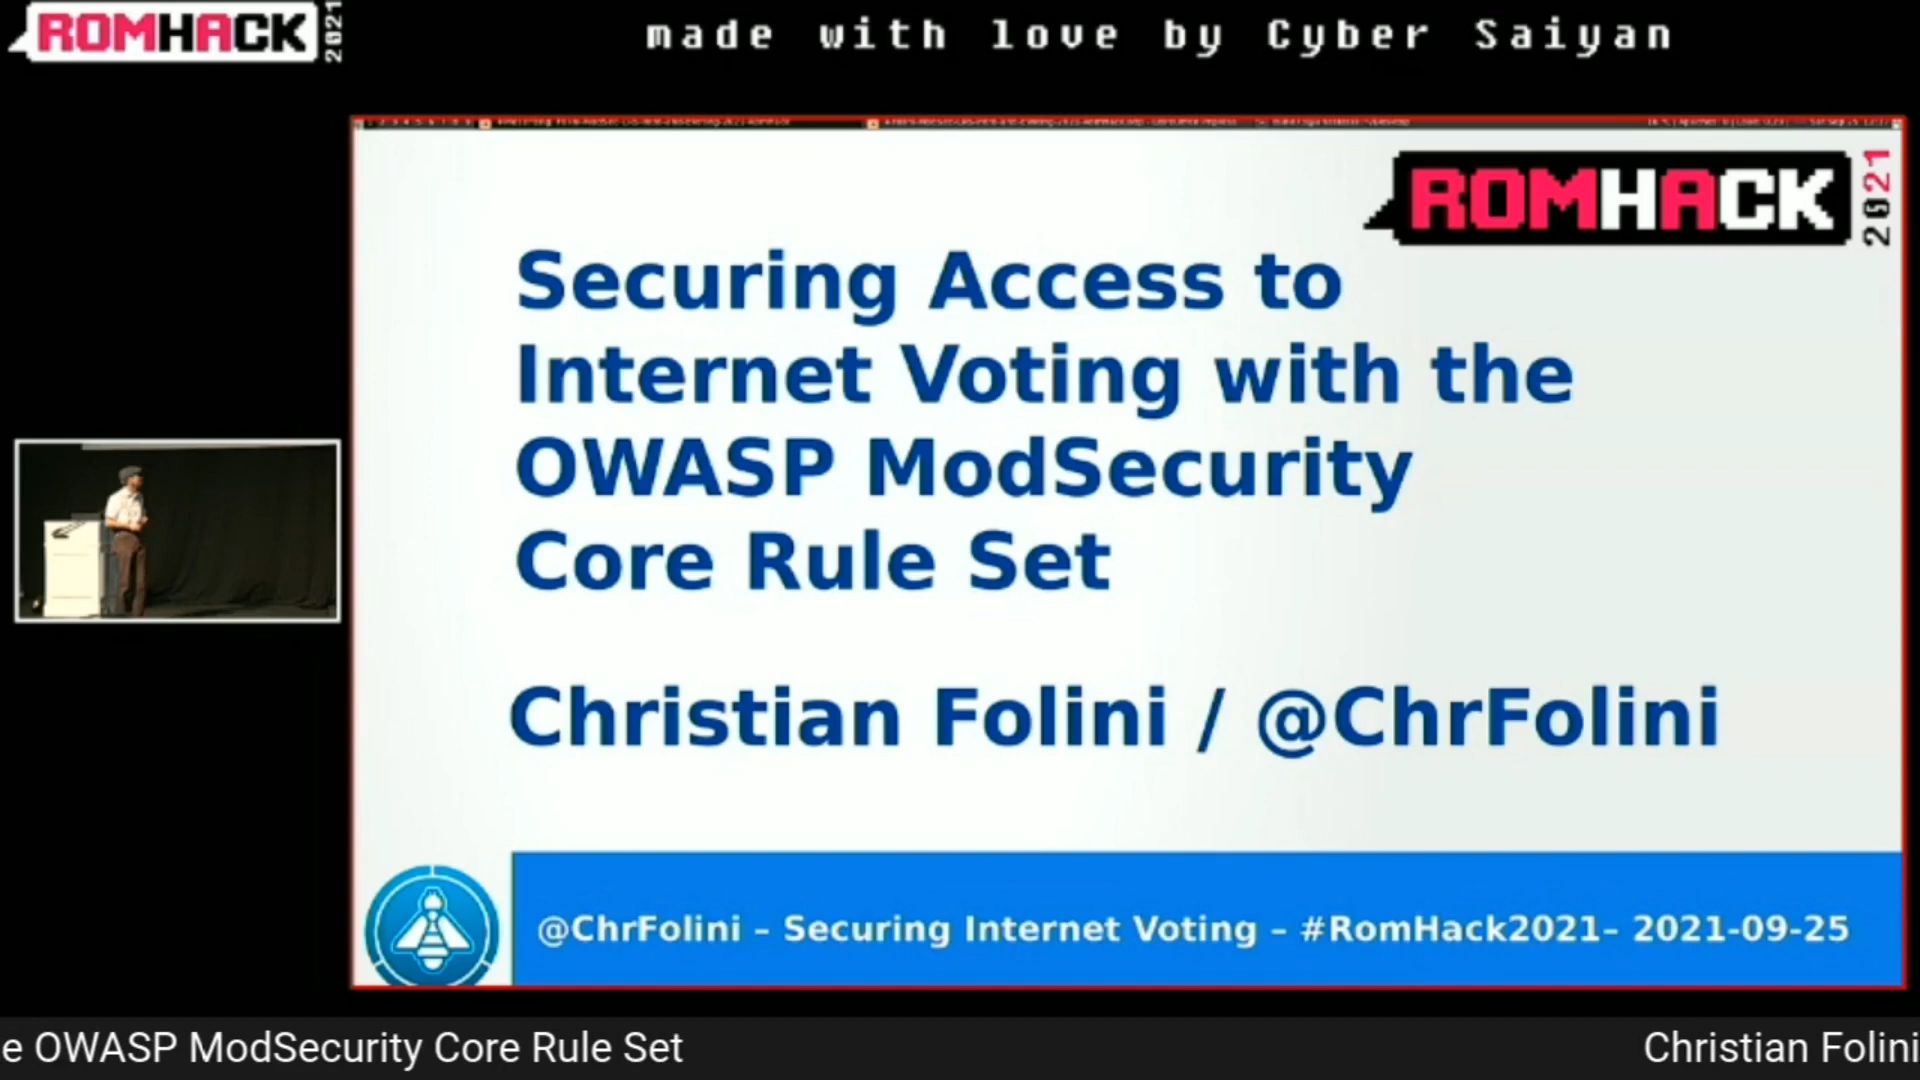 ROMHACK 2021
made with love by Cyber Saiyan
ROMHACK 2021
Securing Access to
Internet Voting with the
OWASP ModSecurity
Core Rule Set
Christian Folini / @ChrFolini
@ChrFolini – Securing Internet Voting – #RomHack2021– 2021-09-25
e OWASP ModSecurity Core Rule Set
Christian Folini